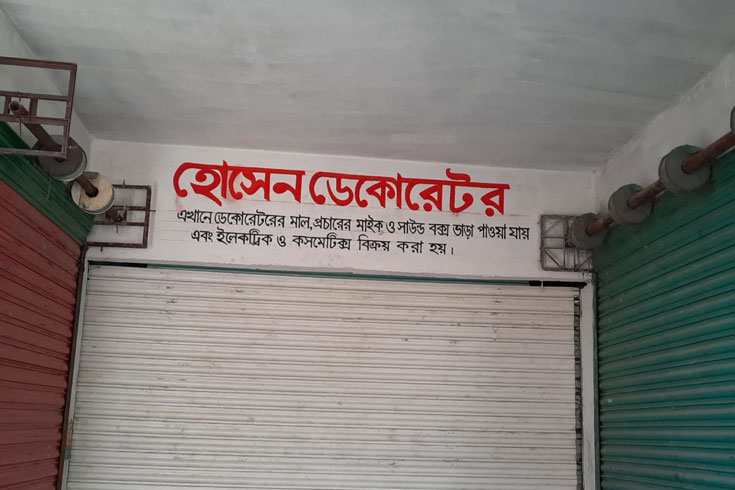 হোসেন ডেকোরেটর
এখানে ডেকোরেটরের মাল, প্রচারের মাইক ও সাউন্ড বক্স ভাড়া পাওয়া যায়
এবং ইলেকট্রিক ও কসমেটিক্স বিক্রয় করা হয়।